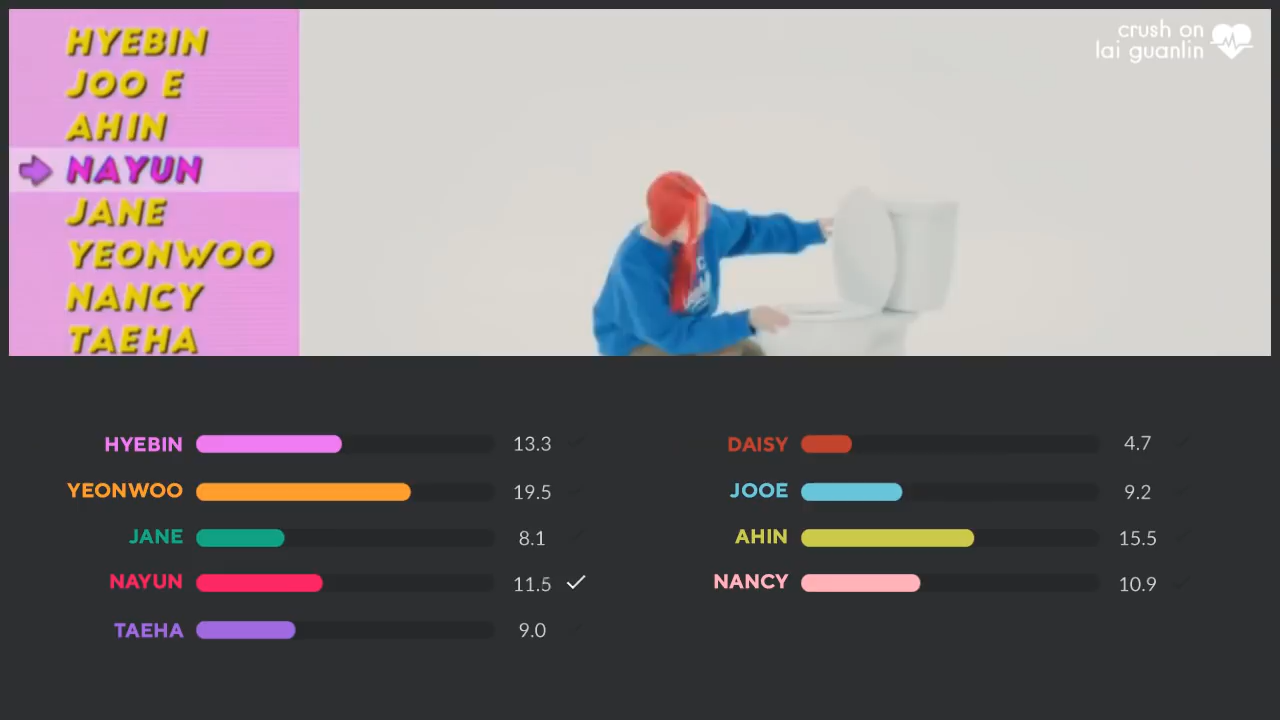 HYEBIN
JOO E
AHIN
NAYUN
JANE
YEONWOO
NANCY
TAEHA
crush on
lai guanlin
HYEBIN 13.3
YEONWOO 19.5
JANE 8.1
NAYUN 11.5
TAEHA 9.0
DAISY 4.7
JOOE 9.2
AHIN 15.5
NANCY 10.9